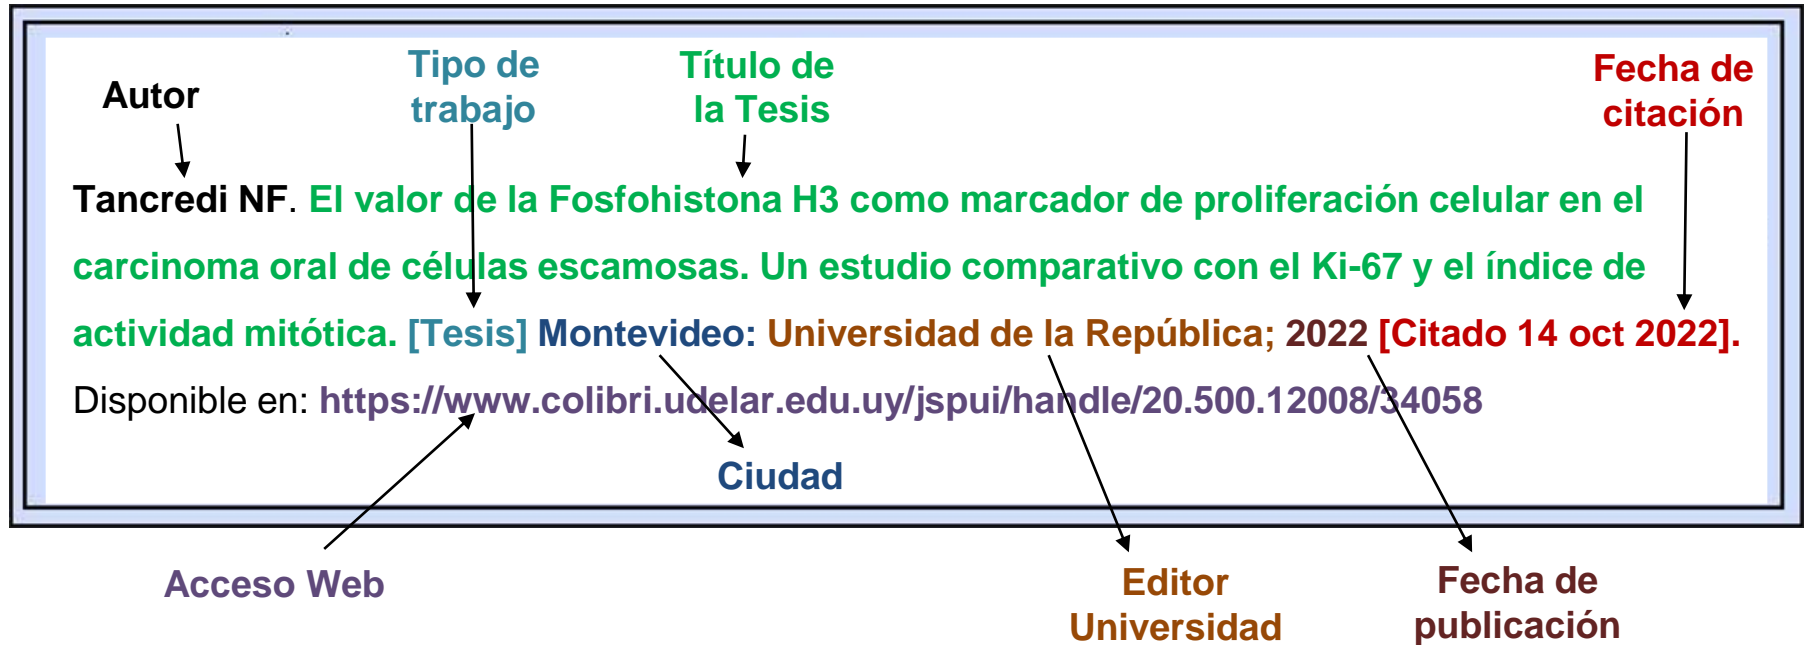 Autor
Tipo de
trabajo
Título de
la Tesis
Fecha de
citación
Tancredi NF. El valor de la Fosfohistona H3 como marcador de proliferación celular en el
carcinoma oral de células escamosas. Un estudio comparativo con el Ki-67 y el índice de
actividad mitótica. [Tesis] Montevideo: Universidad de la República; 2022 [Citado 14 oct 2022].
Disponible en: https://www.colibri.udelar.edu.uy/jspui/handle/20.500.12008/34058
Ciudad
Acceso Web
Editor
Universidad
Fecha de
publicación